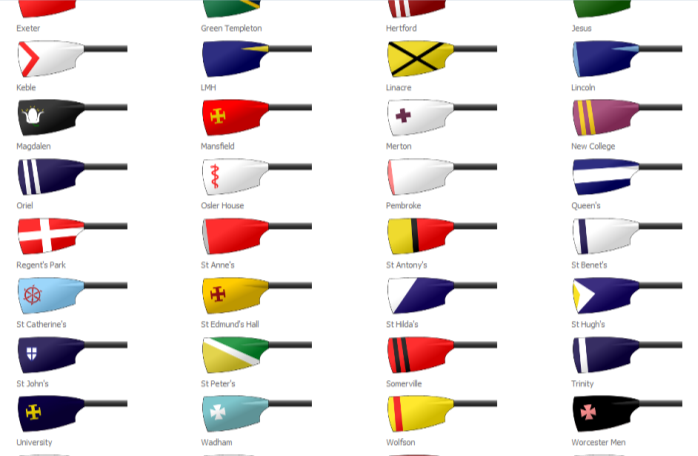 Exeter
Green Templeton
Hertford
Jesus
Keble
LMH
Linacre
Lincoln
Magdalen
Mansfield
Merton
New College
Oriel
Osler House
Pembroke
Queen's
Regent's Park
St Anne's
St Antony's
St Benet's
St Catherine's
St Edmund's Hall
St Hilda's
St Hugh's
St John's
St Peter's
Somerville
Trinity
University
Wadham
Wolfson
Worcester Men